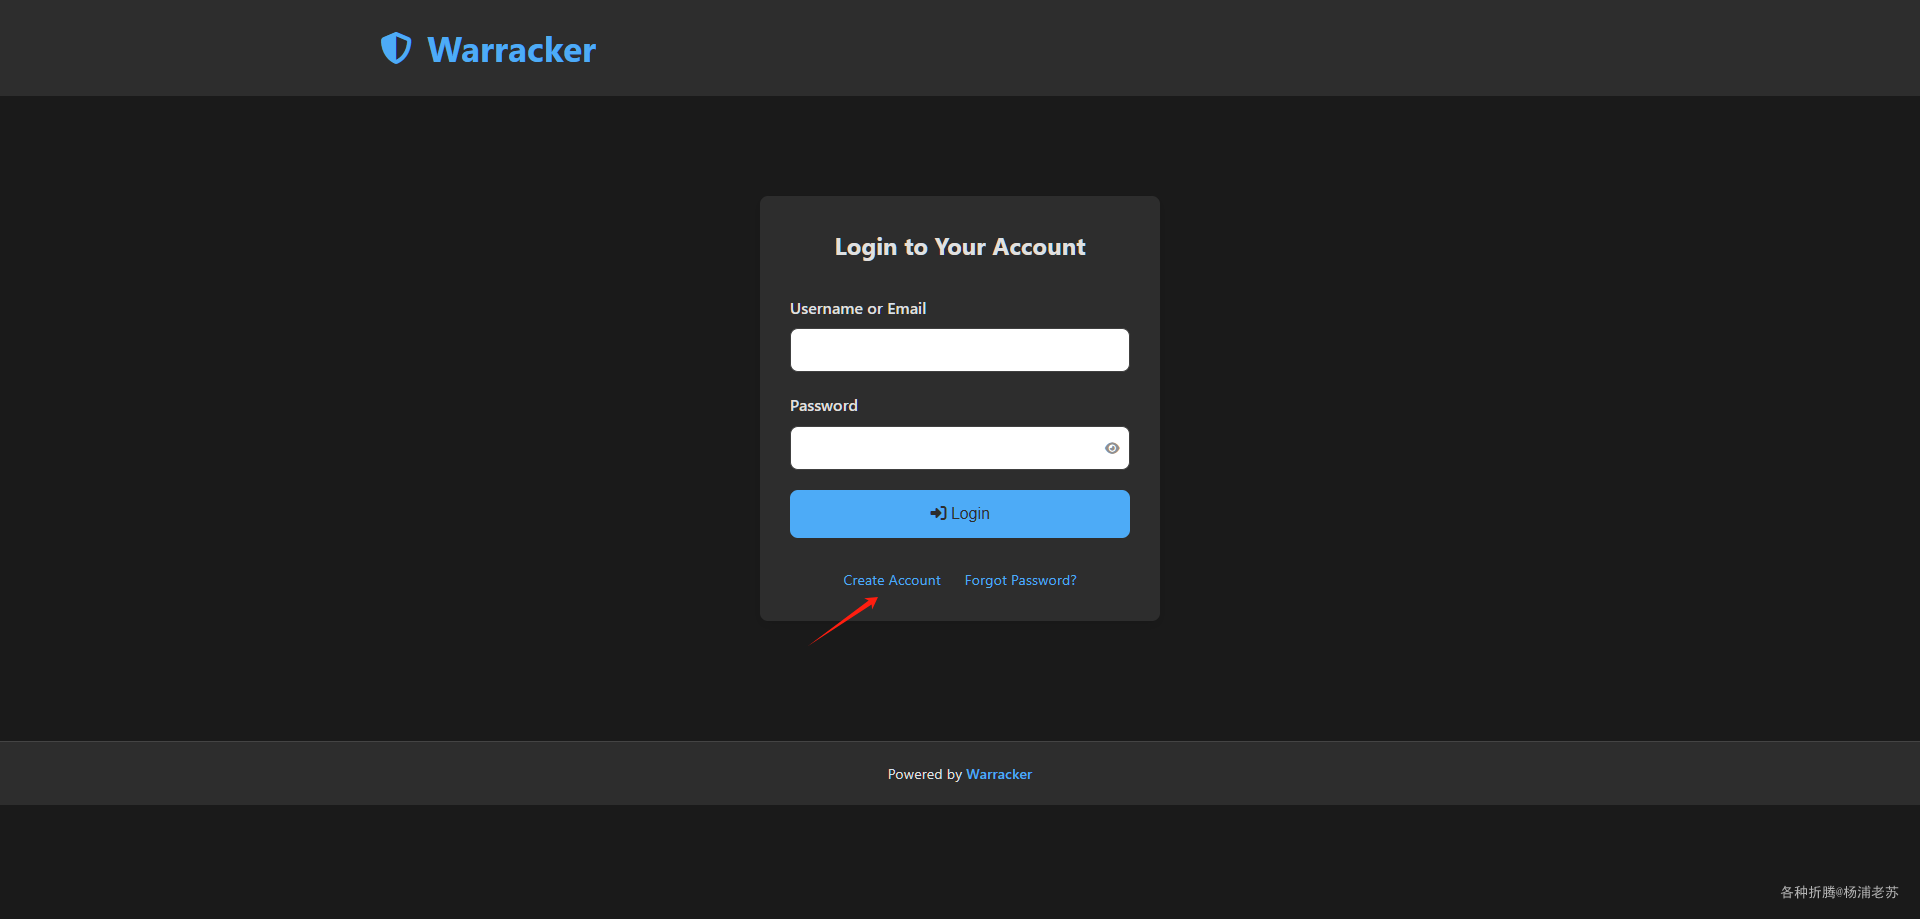 Warracker
Login to Your Account
Username or Email
Password
Login
Create Account Forgot Password?
Powered by Warracker
各种折腾@杨浦老苏